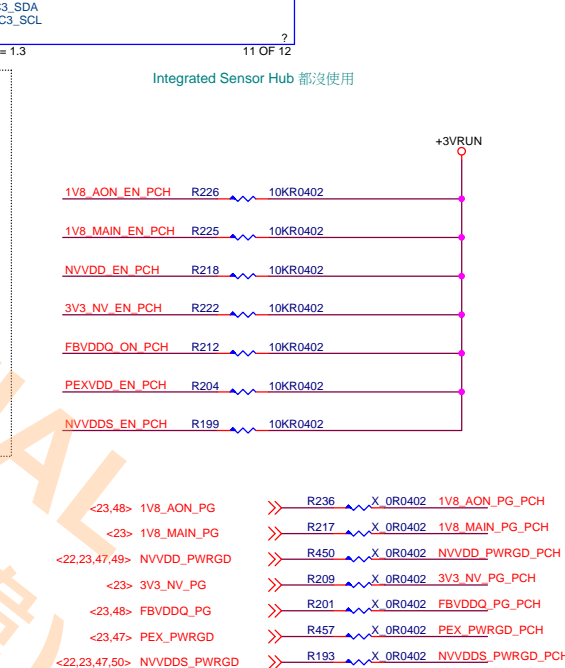 C3_SDA
C3_SCL
?
= 1.3 11 OF 12
Integrated Sensor Hub 都沒使用
+3VRUN
1V8_AON_EN_PCH R226 10KR0402
1V8_MAIN_EN_PCH R225 10KR0402
NVVDD_EN_PCH R218 10KR0402
3V3_NV_EN_PCH R222 10KR0402
FBVDDQ_ON_PCH R212 10KR0402
PEXVDD_EN_PCH R204 10KR0402
NVVDDS_EN_PCH R199 10KR0402
<23,48> 1V8_AON_PG R236 X_0R0402 1V8_AON_PG_PCH
<23> 1V8_MAIN_PG R217 X_0R0402 1V8_MAIN_PG_PCH
<22,23,47,49> NVVDD_PWRGD R450 X_0R0402 NVVDD_PWRGD_PCH
<23> 3V3_NV_PG R209 X_0R0402 3V3_NV_PG_PCH
<23,48> FBVDDQ_PG R201 X_0R0402 FBVDDQ_PG_PCH
<23,47> PEX_PWRGD R457 X_0R0402 PEX_PWRGD_PCH
<22,23,47,50> NVVDDS_PWRGD R193 X_0R0402 NVVDDS_PWRGD_PCH